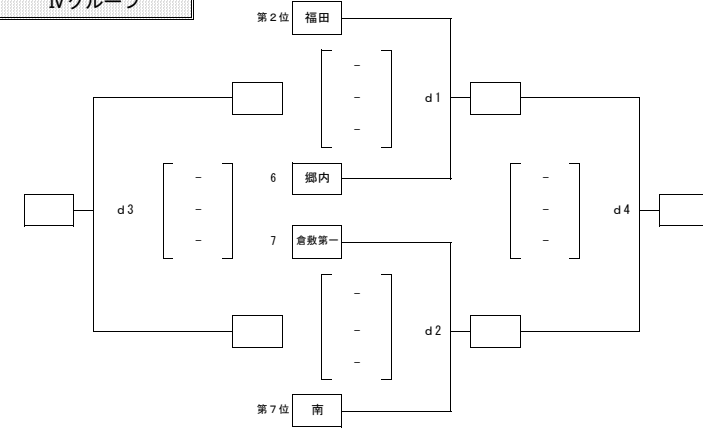 Ⅳグループ
第2位 福田
－
－ d1
－
6 郷内
－ －
d3 － － d4
－ －
7 倉敷第一
－
－ d2
－
第7位 南